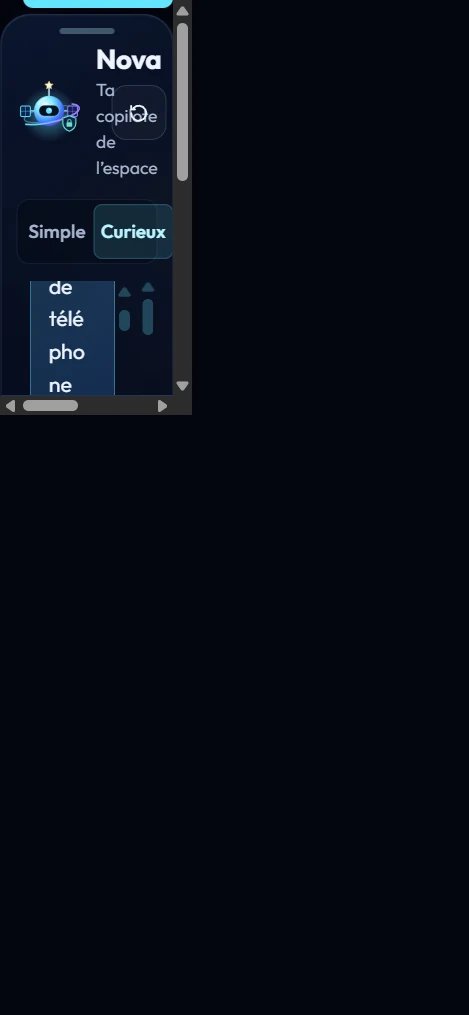 Nova
Ta
copilote
de
l'espace
Simple
Curieux
de
télé
pho
ne